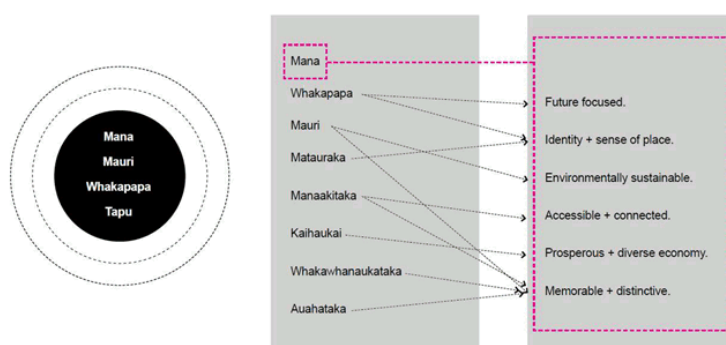 Mana
Mauri
Whakapapa
Tapu
Mana
Whakapapa
Mauri
Matauraka
Manaakitaka
Kaihaukai
Whakawhanaukataka
Auahataka
Future focused.
Identity + sense of place.
Environmentally sustainable.
Accessible + connected.
Prosperous + diverse economy.
Memorable + distinctive.